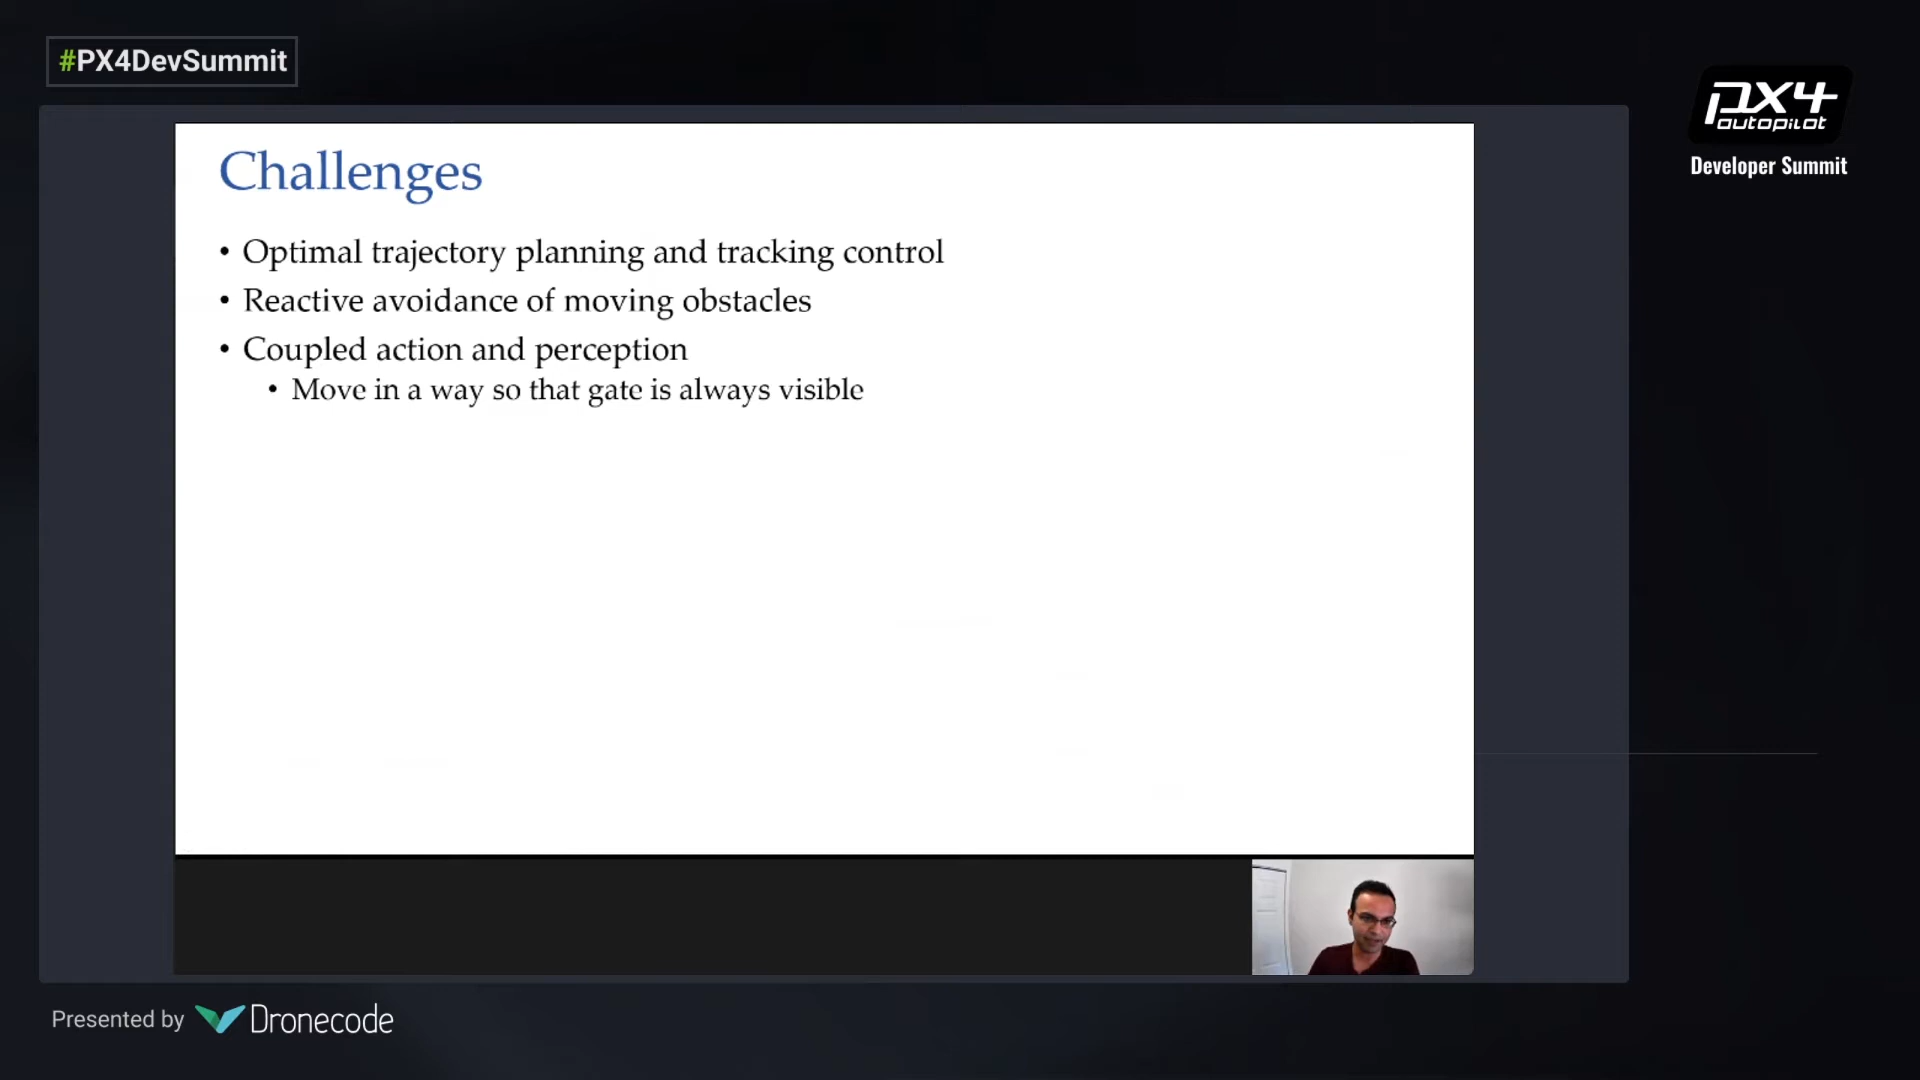 #PX4DevSummit
px4
autopilot
Developer Summit
Challenges
• Optimal trajectory planning and tracking control
• Reactive avoidance of moving obstacles
• Coupled action and perception
• Move in a way so that gate is always visible
Presented by Dronecode